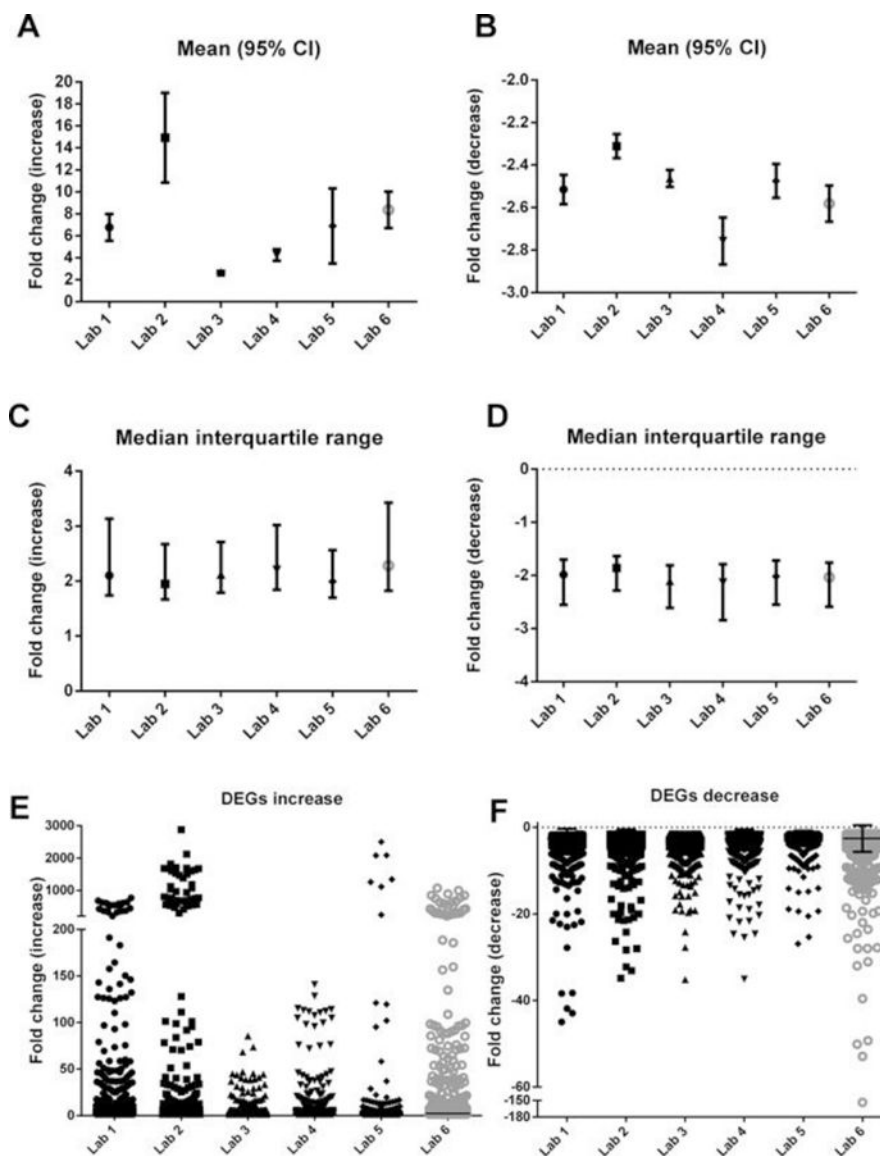 A
Mean (95% CI)
Fold change (increase)
20
18
16
14
12
10
8
6
4
2
0
Lab 1
Lab 2
Lab 3
Lab 4
Lab 5
Lab 6
B
Mean (95% CI)
Fold change (decrease)
-2.0
-2.2
-2.4
-2.6
-2.8
-3.0
Lab 1
Lab 2
Lab 3
Lab 4
Lab 5
Lab 6
C
Median interquartile range
Fold change (increase)
4
3
2
1
0
Lab 1
Lab 2
Lab 3
Lab 4
Lab 5
Lab 6
D
Median interquartile range
Fold change (decrease)
0
-1
-2
-3
-4
Lab 1
Lab 2
Lab 3
Lab 4
Lab 5
Lab 6
E
DEGs increase
Fold change (increase)
3000
2000
1000
200
150
100
50
0
Lab 1
Lab 2
Lab 3
Lab 4
Lab 5
Lab 6
F
DEGs decrease
Fold change (decrease)
0
-20
-40
-60
-150
-180
Lab 1
Lab 2
Lab 3
Lab 4
Lab 5
Lab 6